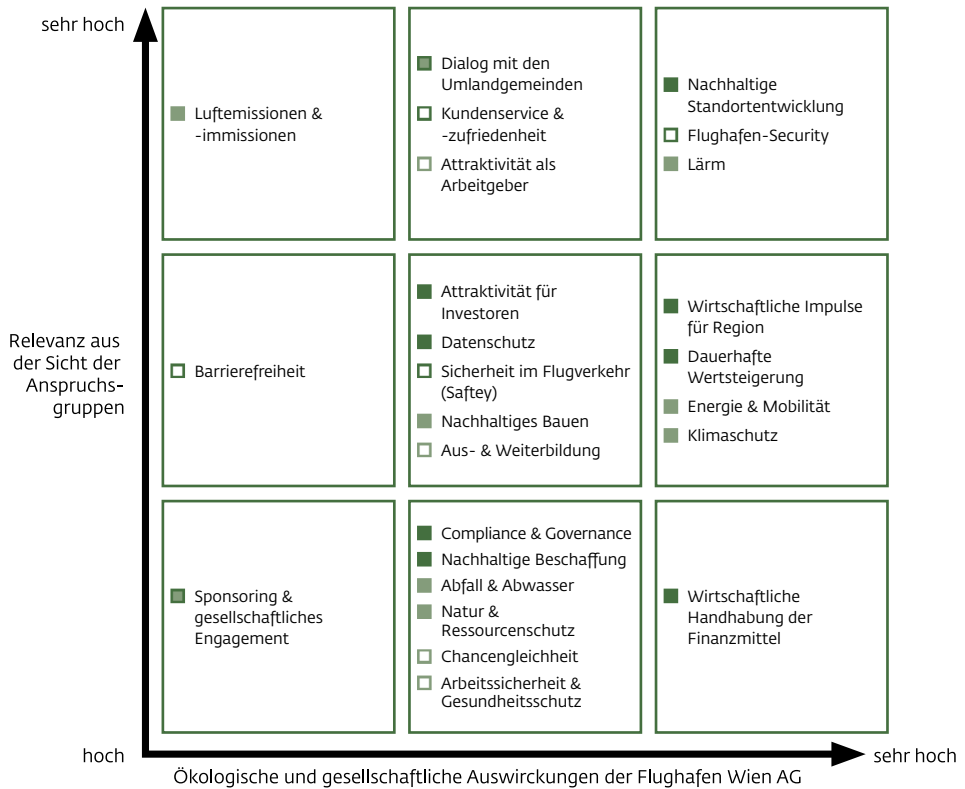 sehr hoch
Luftemissionen &
-immissionen
Dialog mit den
Umlandgemeinden
Kundenservice &
-zufriedenheit
Attraktivität als
Arbeitgeber
Nachhaltige
Standortentwicklung
Flughafen-Security
Lärm
Relevanz aus
der Sicht der
Anspruchs-
gruppen
Barrierefreiheit
Attraktivität für
Investoren
Datenschutz
Sicherheit im Flugverkehr
(Saftey)
Nachhaltiges Bauen
Aus- & Weiterbildung
Wirtschaftliche Impulse
für Region
Dauerhafte
Wertsteigerung
Energie & Mobilität
Klimaschutz
Sponsoring &
gesellschaftliches
Engagement
Compliance & Governance
Nachhaltige Beschaffung
Abfall & Abwasser
Natur &
Ressourcenschutz
Chancengleichheit
Arbeitssicherheit &
Gesundheitsschutz
Wirtschaftliche
Handhabung der
Finanzmittel
hoch
sehr hoch
Ökologische und gesellschaftliche Auswirckungen der Flughafen Wien AG